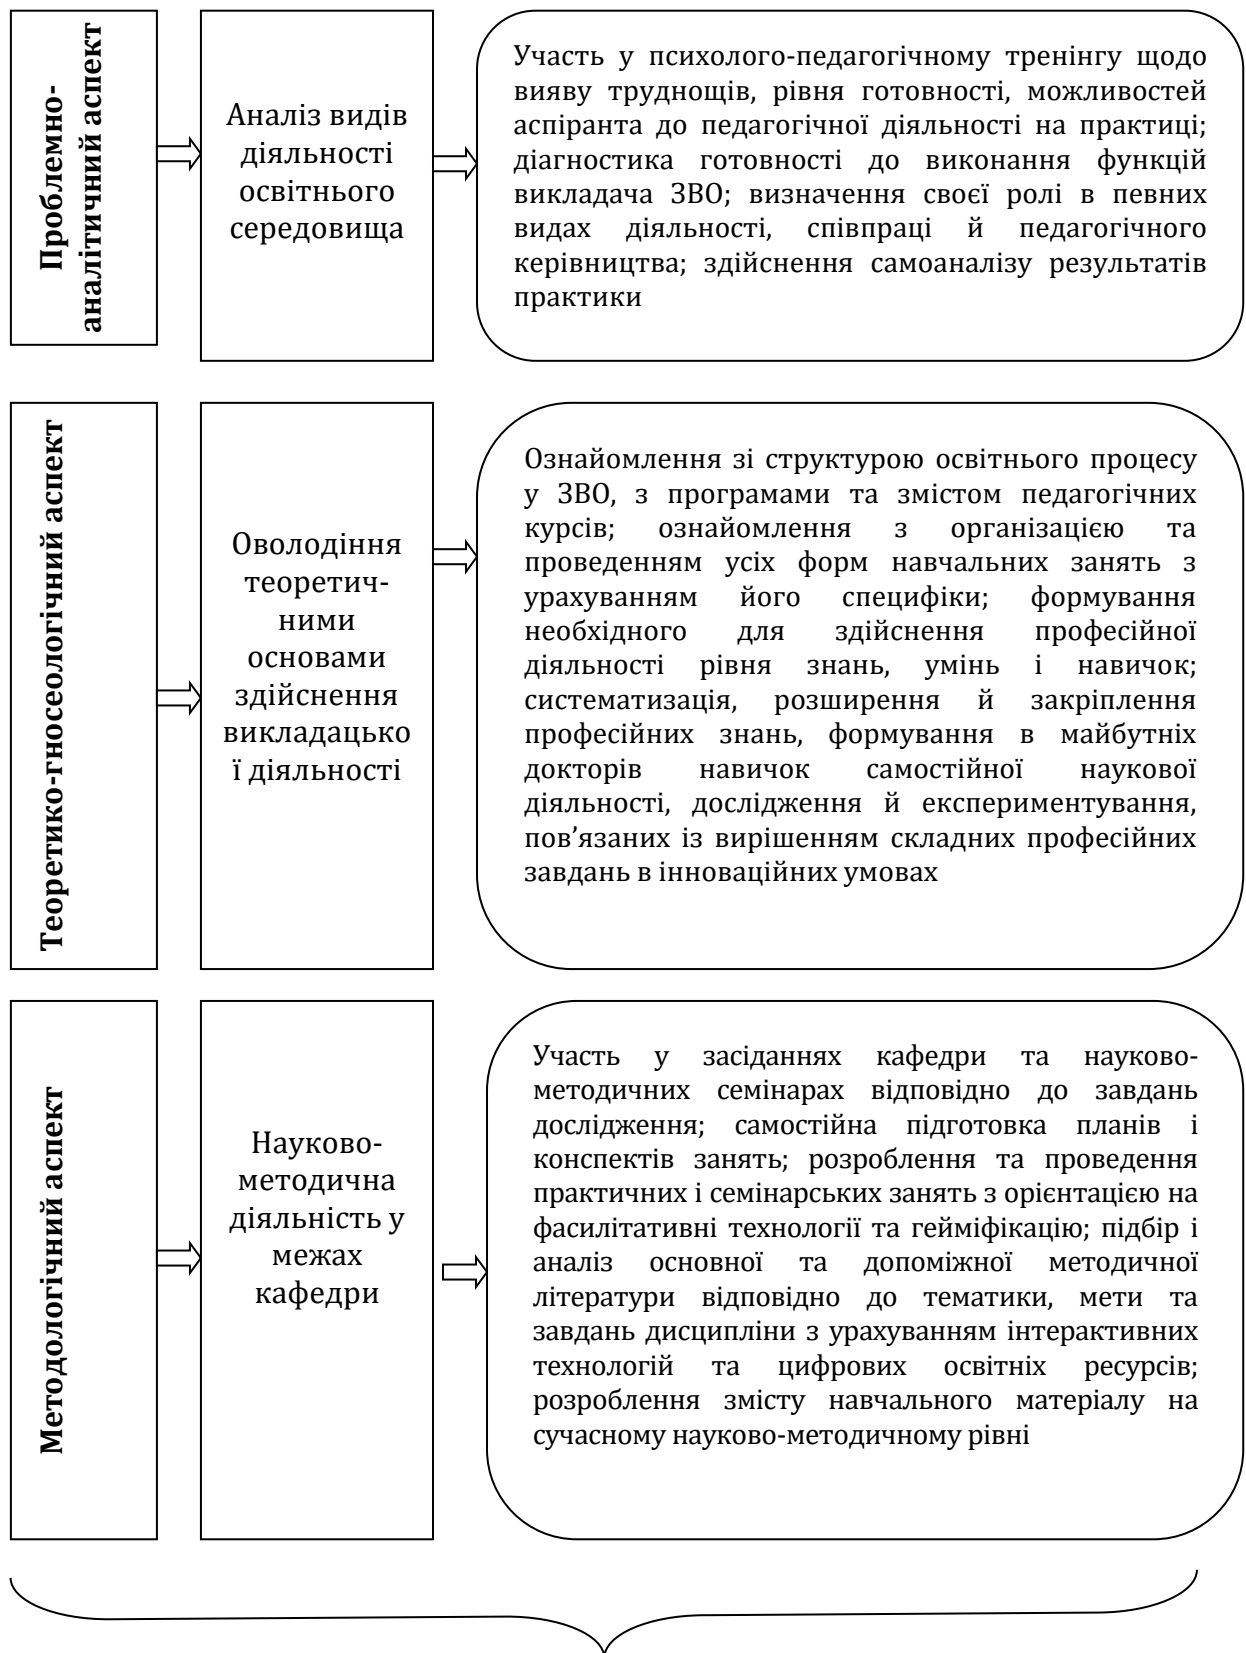 Проблемно-
аналітичний аспект
Аналіз видів
діяльності
освітнього
середовища
Участь у психолого-педагогічному тренінгу щодо
вияву труднощів, рівня готовності, можливостей
аспіранта до педагогічної діяльності на практиці;
діагностика готовності до виконання функцій
викладача ЗВО; визначення своєї ролі в певних
видах діяльності, співпраці й педагогічного
керівництва; здійснення самоаналізу результатів
практики
Теоретико-гносеологічний аспект
Оволодіння
теоретич-
ними
основами
здійснення
викладацько
ї діяльності
Ознайомлення зі структурою освітнього процесу
у ЗВО, з програмами та змістом педагогічних
курсів; ознайомлення з організацією та
проведенням усіх форм навчальних занять з
урахуванням його специфіки; формування
необхідного для здійснення професійної
діяльності рівня знань, умінь і навичок;
систематизація, розширення й закріплення
професійних знань, формування в майбутніх
докторів навичок самостійної наукової
діяльності, дослідження й експериментування,
пов’язаних із вирішенням складних професійних
завдань в інноваційних умовах
Методологічний аспект
Науково-
методична
діяльність у
межах
кафедри
Участь у засіданнях кафедри та науково-
методичних семінарах відповідно до завдань
дослідження; самостійна підготовка планів і
конспектів занять; розроблення та проведення
практичних і семінарських занять з орієнтацією на
фасилітативні технології та гейміфікацію; підбір і
аналіз основної та допоміжної методичної
літератури відповідно до тематики, мети та
завдань дисципліни з урахуванням інтерактивних
технологій та цифрових освітніх ресурсів;
розроблення змісту навчального матеріалу на
сучасному науково-методичному рівні